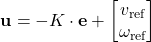 u = −K · e + [v_ref
ω_ref]